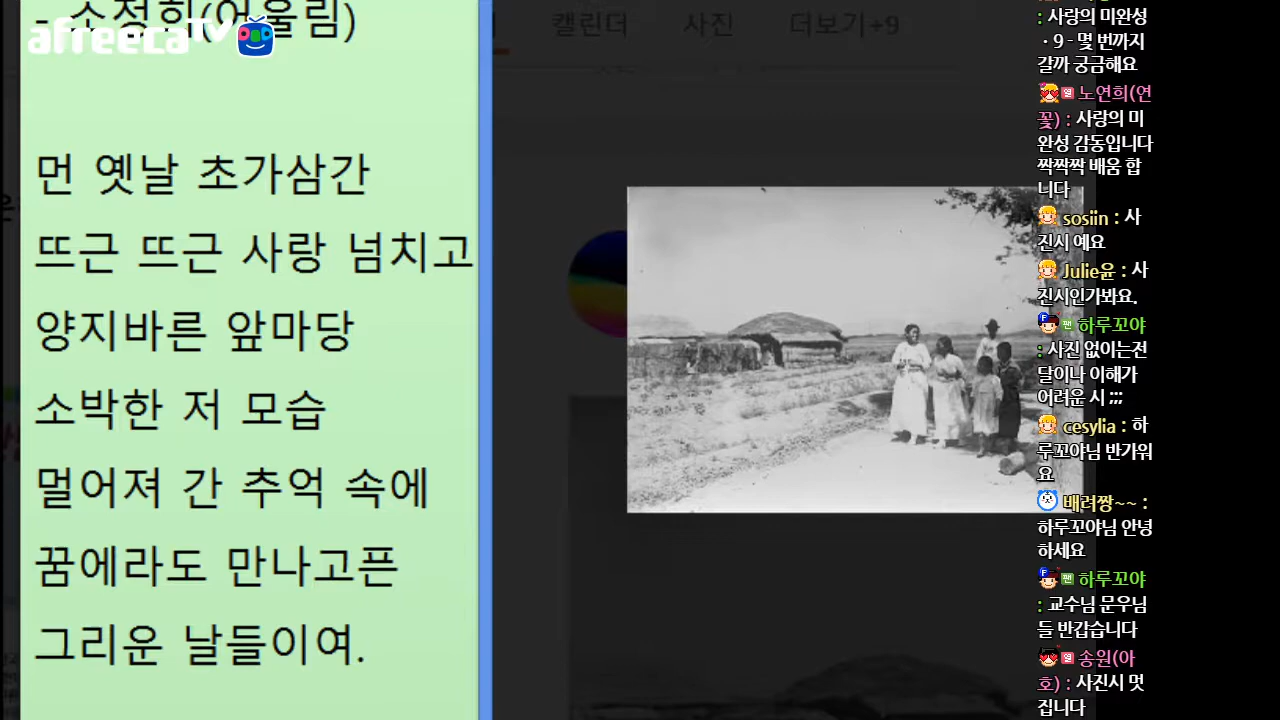 - 소정희(어울림)
afreecaTV
먼 옛날 초가삼간
뜨근 뜨근 사랑 넘치고
양지바른 앞마당
소박한 저 모습
멀어져 간 추억 속에
꿈에라도 만나고픈
그리운 날들이여.
캘린더 사진 더보기+9
: 사랑의 미완성
· 9 - 몇 번까지
갈까 궁금해요
열 노연희(연
꽃) : 사랑의 미
완성 감동입니다
짝짝짝 배움 합
니다
sosiin : 사
진시 예요
Julie윤 : 사
진시인가봐요.
F 팬 하루꼬야
: 사진 없이는전
달이나 이해가
어려운 시 ;;;
cesylia : 하
루꼬야님 반가워
요
배려짱~~ :
하루꼬야님 안녕
하세요
F 팬 하루꼬야
: 교수님 문우님
들 반갑습니다
열 송원(아
호) : 사진시 멋
집니다